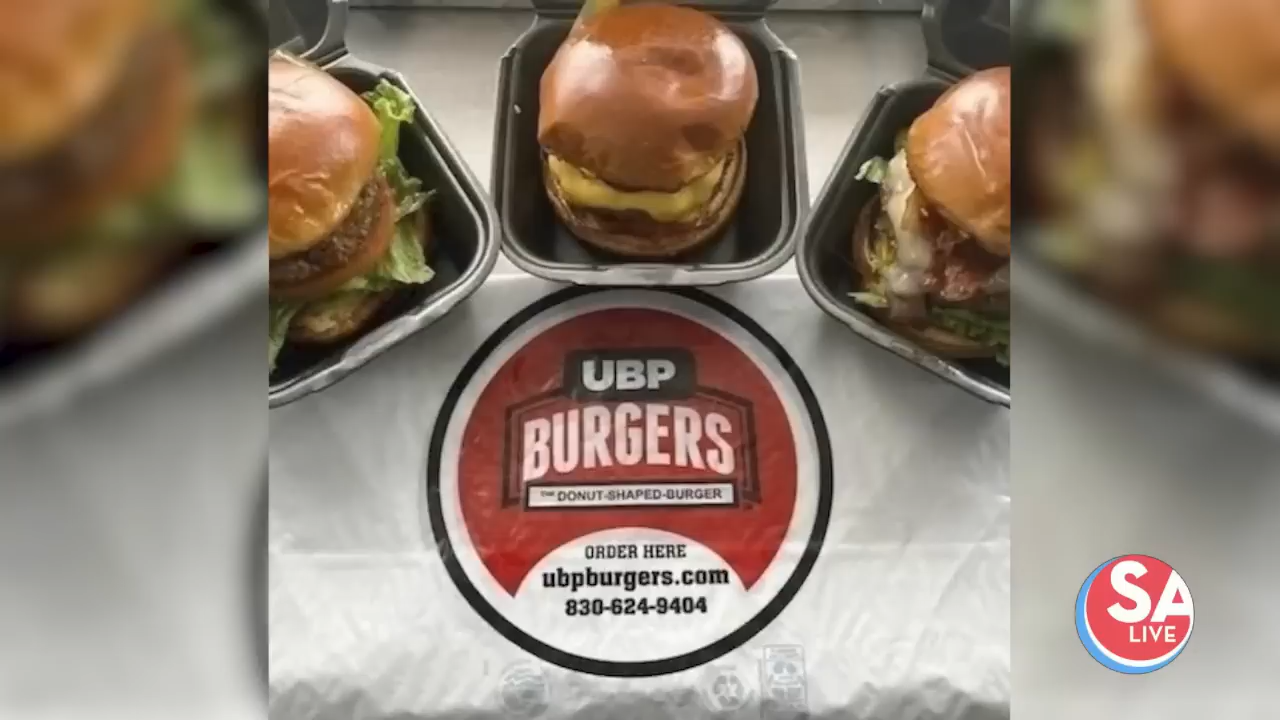 UBP
BURGERS
THE DONUT-SHAPED-BURGER
ORDER HERE
ubpburgers.com
830-624-9404
SA
LIVE